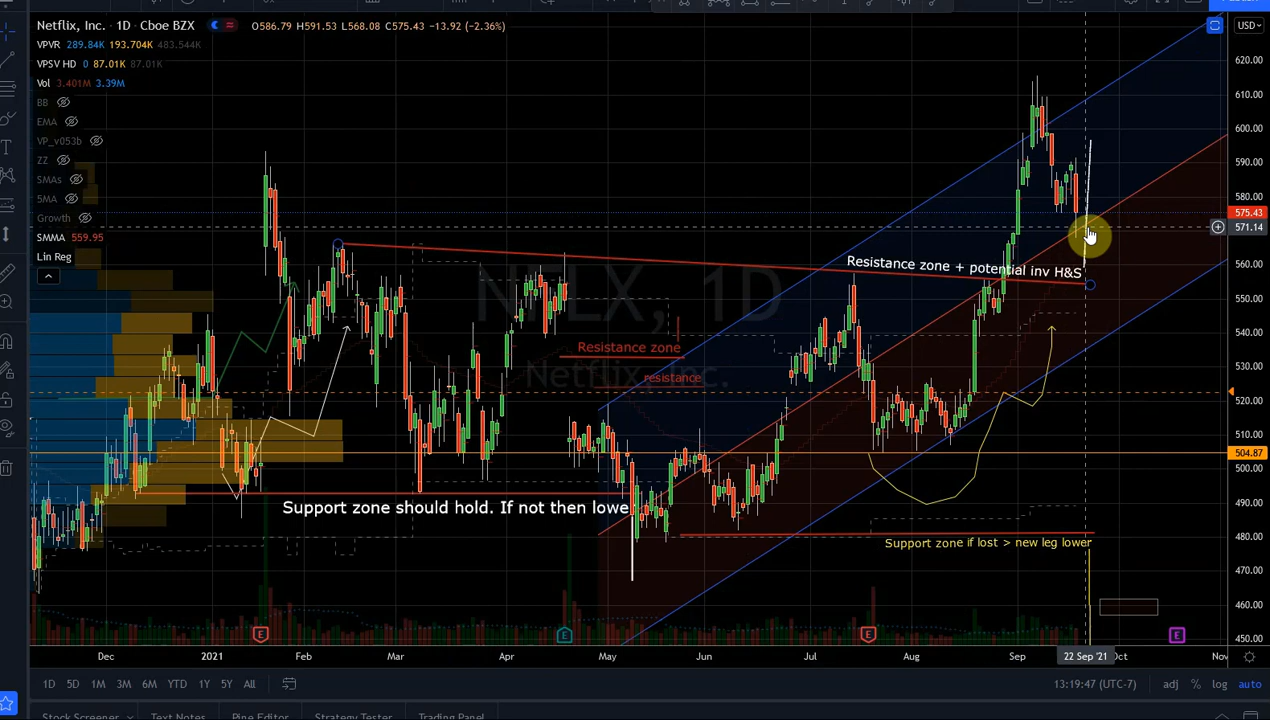 Netflix, Inc. · 1D · Cboe BZX
O586.79 H591.53 L568.08 C575.43 −13.92 (−2.36%)
USD
VPVR 289.84K 193.704K 483.544K
VPSV HD 0 87.01K 87.01K
Vol 3.401M 3.39M
BB
EMA
VP_v053b
ZZ
SMAs
5MA
Growth
SMMA 559.95
Lin Reg
620.00
610.00
600.00
590.00
580.00
575.43
571.14
560.00
550.00
540.00
530.00
520.00
510.00
504.87
500.00
490.00
480.00
470.00
460.00
450.00
NFLX, 1D
Netflix, Inc.
Resistance zone + potential inv H&S
Resistance zone
resistance
Support zone should hold. If not then lowe
Support zone if lost > new leg lower
E
E
E
E
Dec
2021
Feb
Mar
Apr
May
Jun
Jul
Aug
Sep
22 Sep '21
Oct
Nov
1D 5D 1M 3M 6M YTD 1Y 5Y All
13:19:47 (UTC-7)
adj % log auto
Stock Screener
Text Notes
Pine Editor
Strategy Tester
Trading Panel